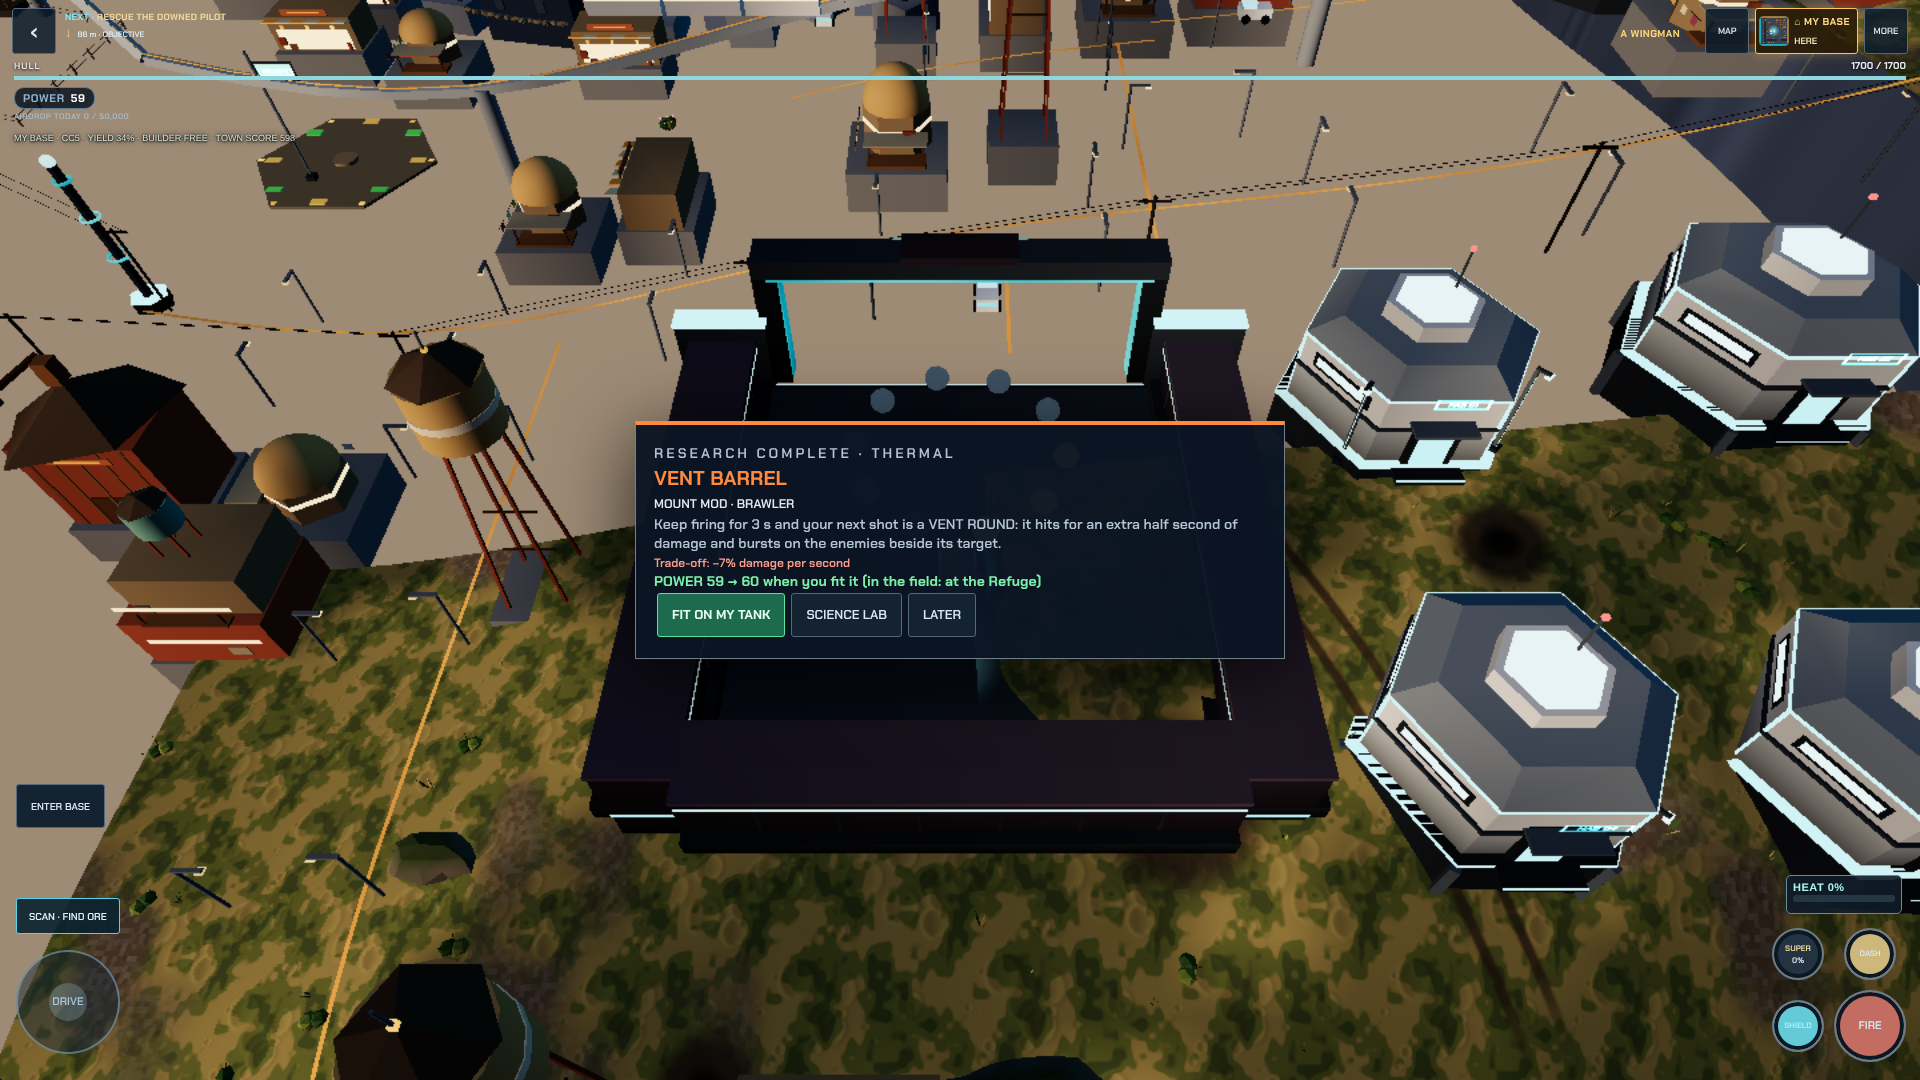 NEXT · RESCUE THE DOWNED PILOT
86 m · OBJECTIVE
A WINGMAN
MAP
⌂ MY BASE
HERE
MORE
HULL
1700 / 1700
POWER 59
AIRDROP TODAY 0 / 50,000
MY BASE · CC5 · YIELD 34% · BUILDER FREE · TOWN SCORE 598
RESEARCH COMPLETE · THERMAL
VENT BARREL
MOUNT MOD · BRAWLER
Keep firing for 3 s and your next shot is a VENT ROUND: it hits for an extra half second of
damage and bursts on the enemies beside its target.
Trade-off: −7% damage per second
POWER 59 → 60 when you fit it (in the field: at the Refuge)
FIT ON MY TANK
SCIENCE LAB
LATER
ENTER BASE
SCAN · FIND ORE
DRIVE
HEAT 0%
SUPER
0%
DASH
SHIELD
FIRE